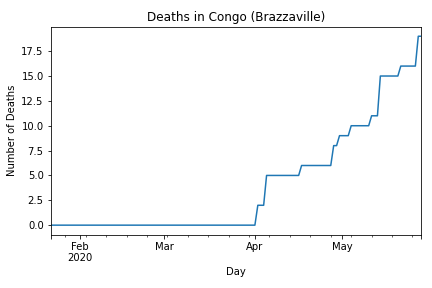 Deaths in Congo (Brazzaville)
Number of Deaths
17.5
15.0
12.5
10.0
7.5
5.0
2.5
0.0
Feb
2020
Mar
Apr
May
Day